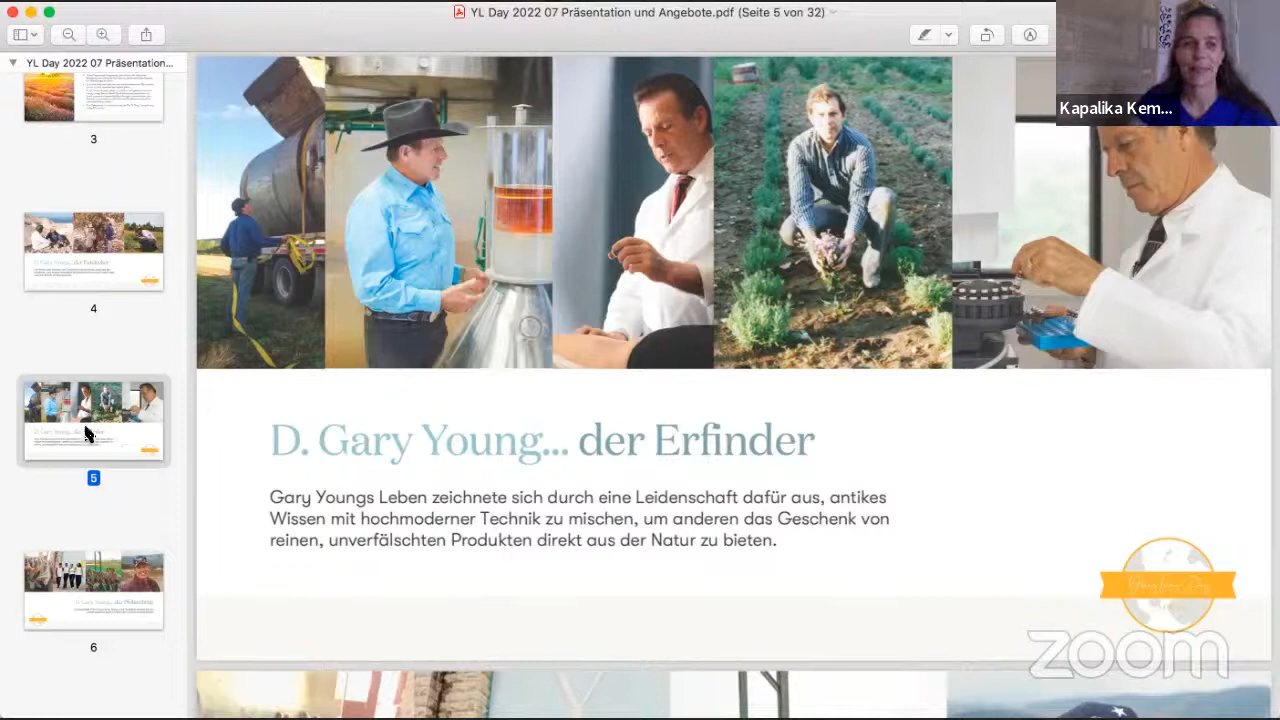 YL Day 2022 07 Präsentation und Angebote.pdf (Seite 5 von 32)
YL Day 2022 07 Präsentation...
Kapalika Kem...
3
4
5
6
D. Gary Young... der Erfinder
Gary Youngs Leben zeichnete sich durch eine Leidenschaft dafür aus, antikes
Wissen mit hochmoderner Technik zu mischen, um anderen das Geschenk von
reinen, unverfälschten Produkten direkt aus der Natur zu bieten.
zoom